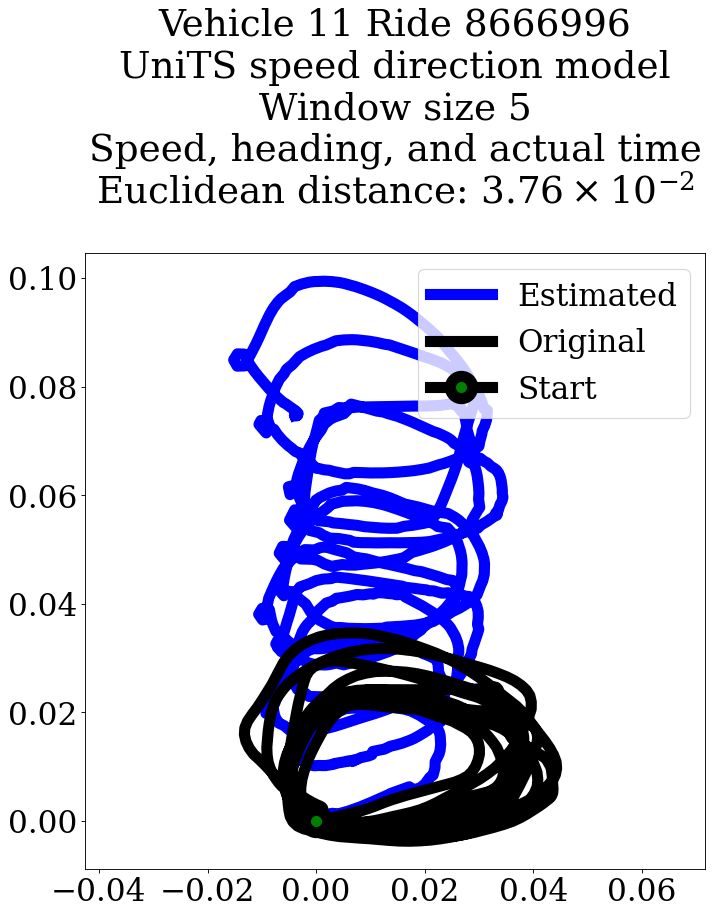 Vehicle 11 Ride 8666996
UniTS speed direction model
Window size 5
Speed, heading, and actual time
Euclidean distance: 3.76 × 10⁻²
Estimated
Original
Start
0.10
0.08
0.06
0.04
0.02
0.00
−0.04 −0.02 0.00 0.02 0.04 0.06